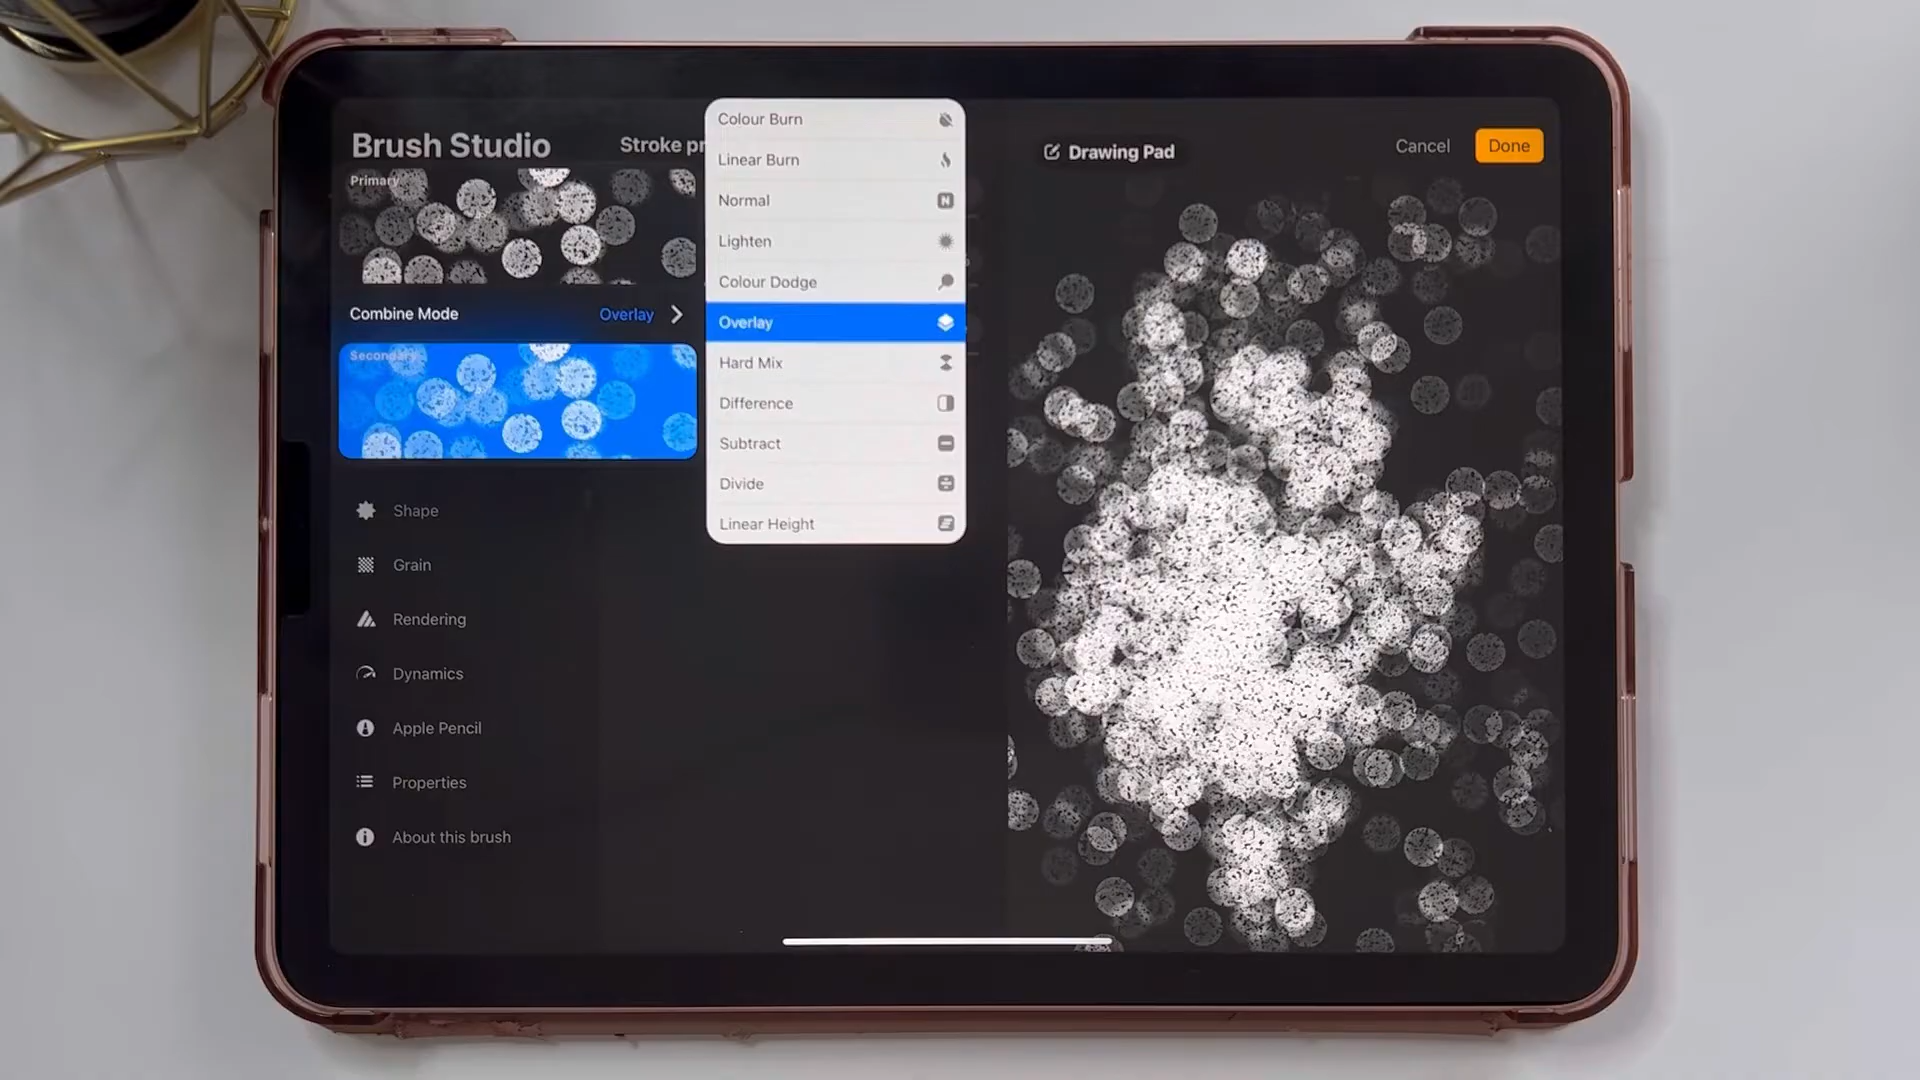 Brush Studio
Stroke pr
Primary
Combine Mode
Overlay
Secondary
Shape
Grain
Rendering
Dynamics
Apple Pencil
Properties
About this brush
Colour Burn
Linear Burn
Normal
N
Lighten
Colour Dodge
Overlay
Hard Mix
Difference
Subtract
Divide
Linear Height
Drawing Pad
Cancel
Done